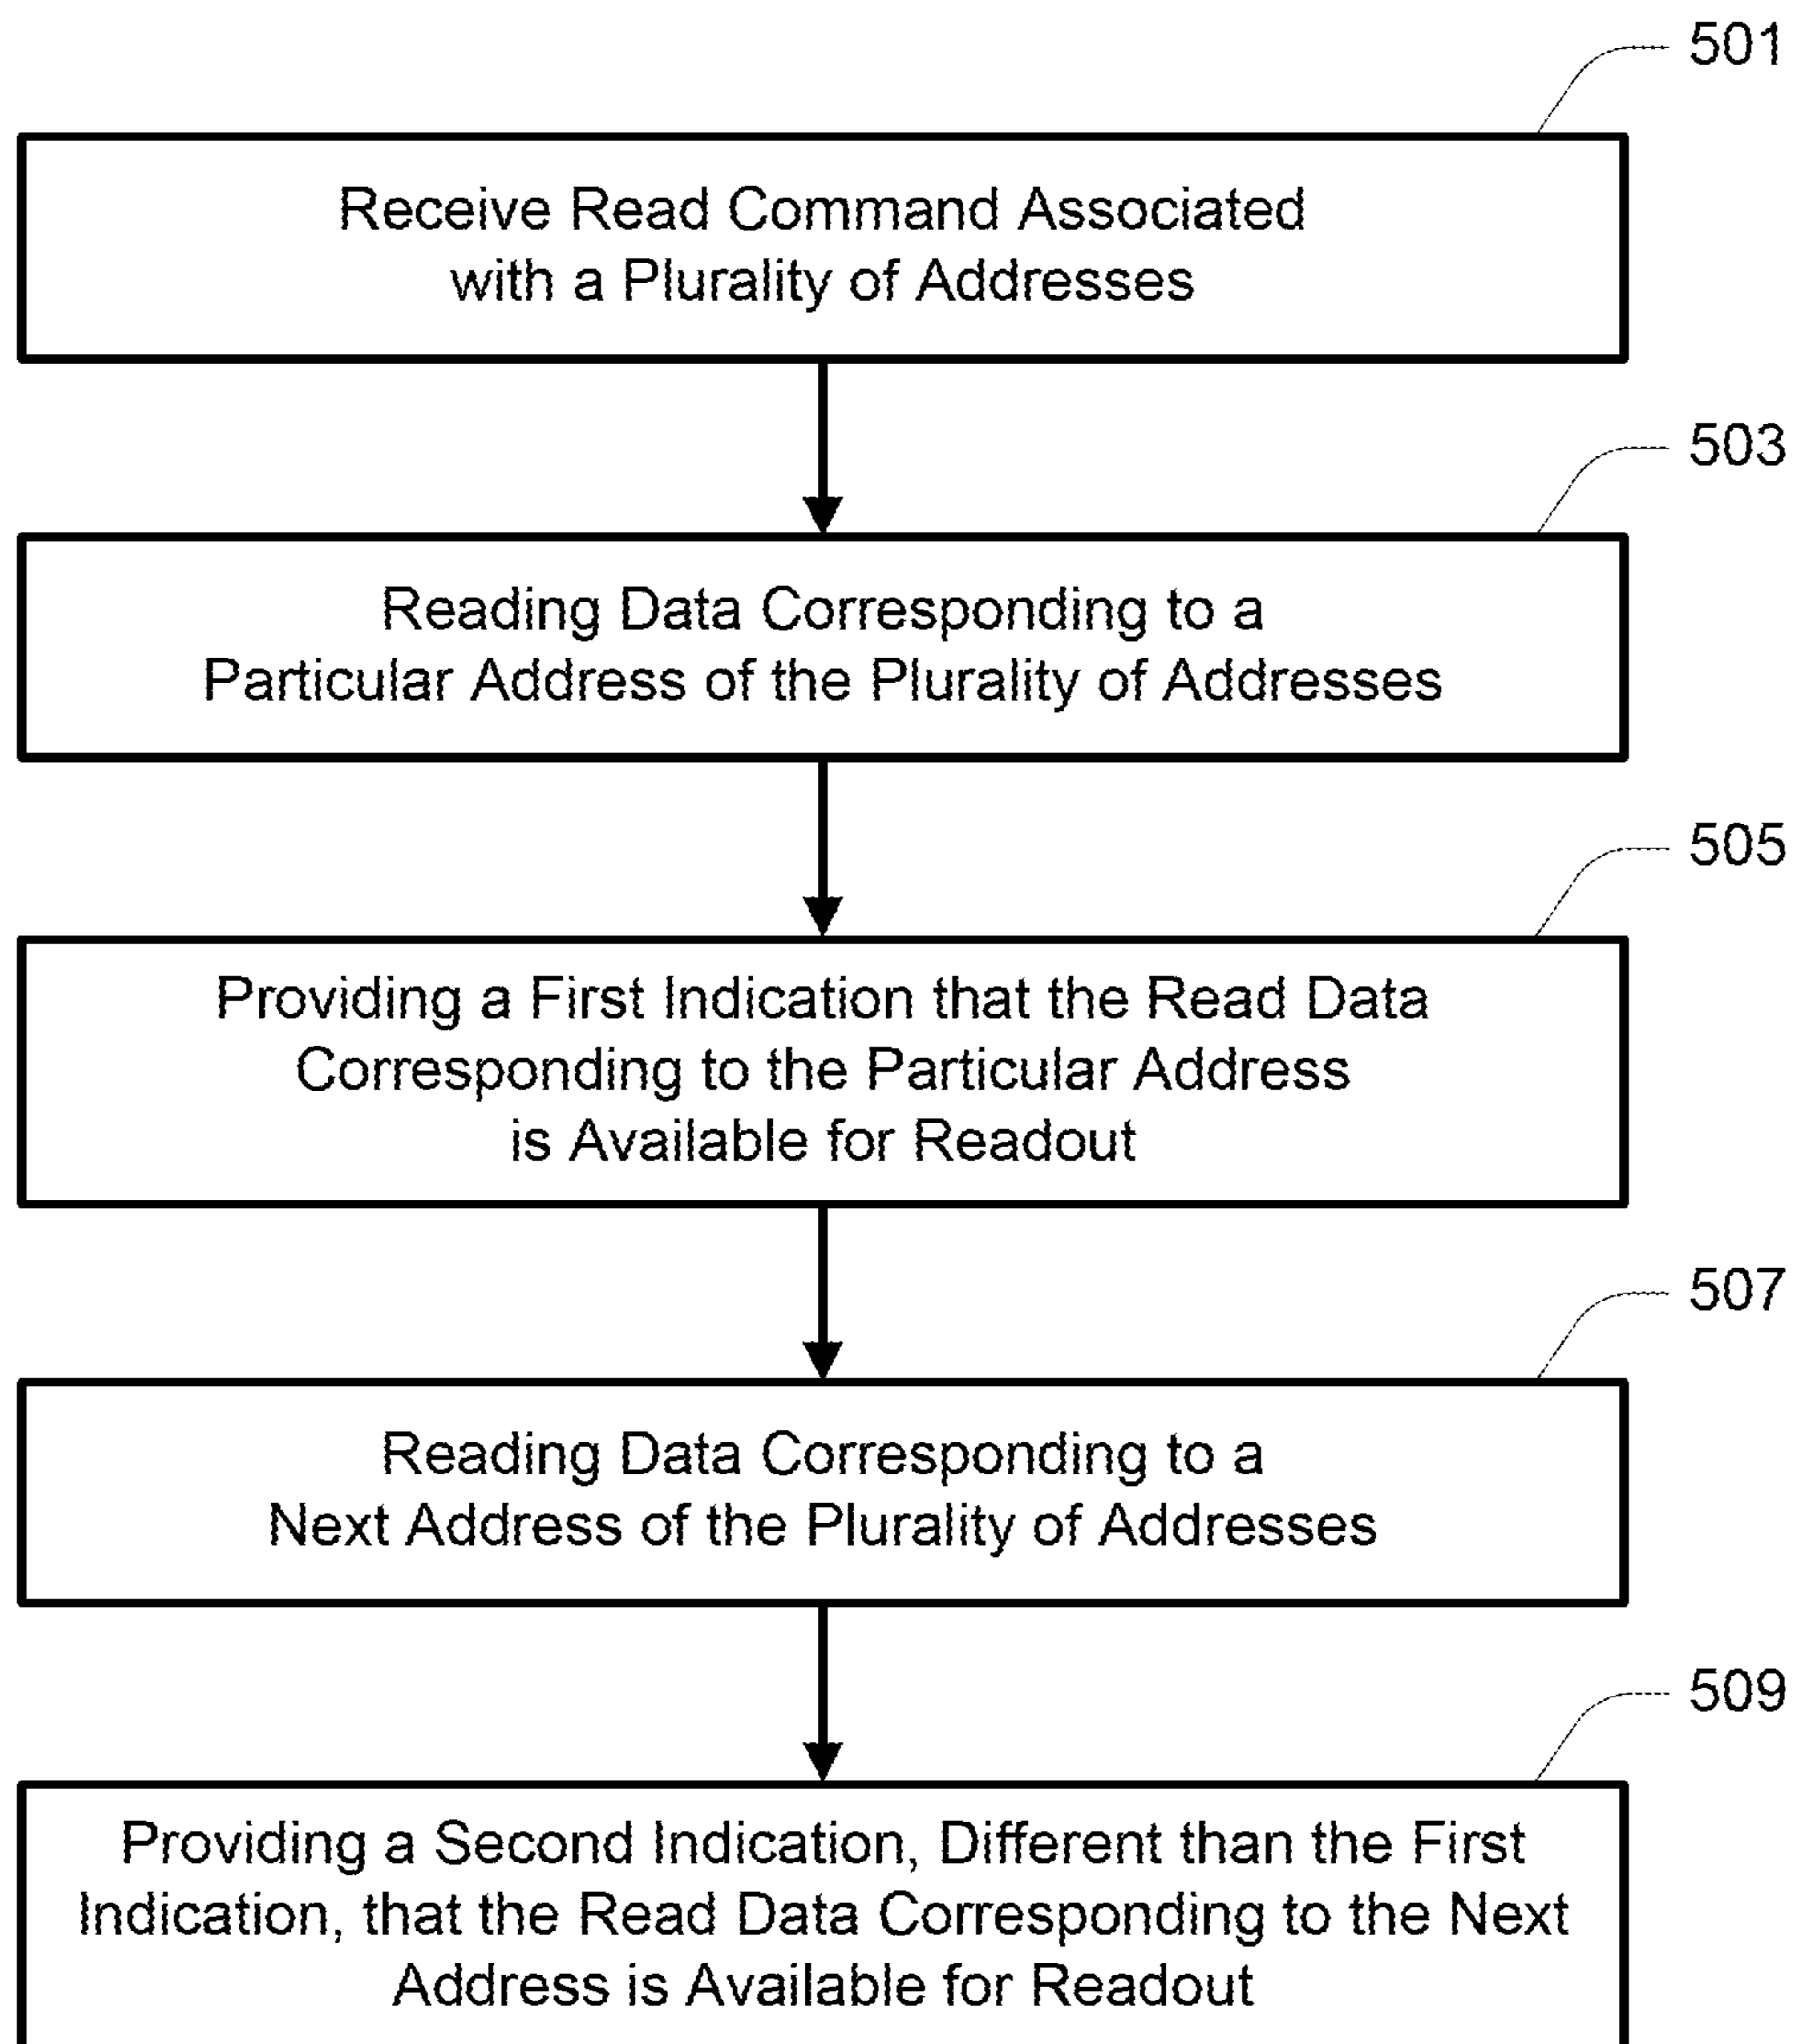 501
Receive Read Command Associated
with a Plurality of Addresses
503
Reading Data Corresponding to a
Particular Address of the Plurality of Addresses
505
Providing a First Indication that the Read Data
Corresponding to the Particular Address
is Available for Readout
507
Reading Data Corresponding to a
Next Address of the Plurality of Addresses
509
Providing a Second Indication, Different than the First
Indication, that the Read Data Corresponding to the Next
Address is Available for Readout